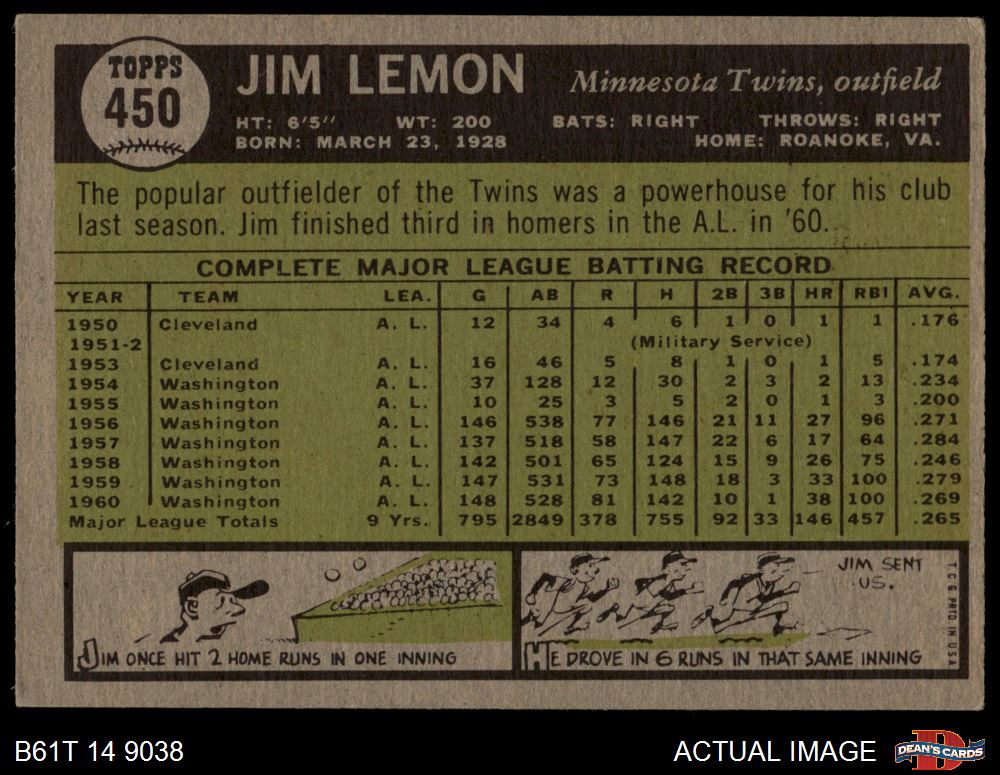 TOPPS
450
JIM LEMON
Minnesota Twins, outfield
HT: 6'5" WT: 200 BATS: RIGHT THROWS: RIGHT
BORN: MARCH 23, 1928 HOME: ROANOKE, VA.
The popular outfielder of the Twins was a powerhouse for his club
last season. Jim finished third in homers in the A.L. in '60.
COMPLETE MAJOR LEAGUE BATTING RECORD
YEAR TEAM LEA. G AB R H 2B 3B HR RBI AVG.
1950 Cleveland A. L. 12 34 4 6 1 0 1 1 .176
1951-2 (Military Service)
1953 Cleveland A. L. 16 46 5 8 1 0 1 5 .174
1954 Washington A. L. 37 128 12 30 2 3 2 13 .234
1955 Washington A. L. 10 25 3 5 2 0 1 3 .200
1956 Washington A. L. 146 538 77 146 21 11 27 96 .271
1957 Washington A. L. 137 518 58 147 22 6 17 64 .284
1958 Washington A. L. 142 501 65 124 15 9 26 75 .246
1959 Washington A. L. 147 531 73 148 18 3 33 100 .279
1960 Washington A. L. 148 528 81 142 10 1 38 100 .269
Major League Totals 9 Yrs. 795 2849 378 755 92 33 146 457 .265
JIM SENT
US.
JIM ONCE HIT 2 HOME RUNS IN ONE INNING
HE DROVE IN 6 RUNS IN THAT SAME INNING
T.C.G. PRTD. IN U.S.A.
B61T 14 9038
ACTUAL IMAGE
DEAN'S CARDS